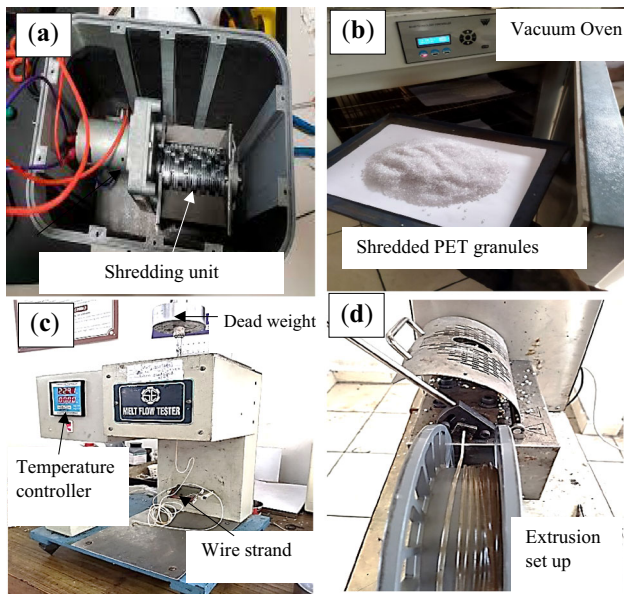 (a)
Shredding unit
(b)
Vacuum Oven
Shredded PET granules
(c)
Dead weight
MELT FLOW TESTER
Temperature
controller
Wire strand
(d)
Extrusion
set up